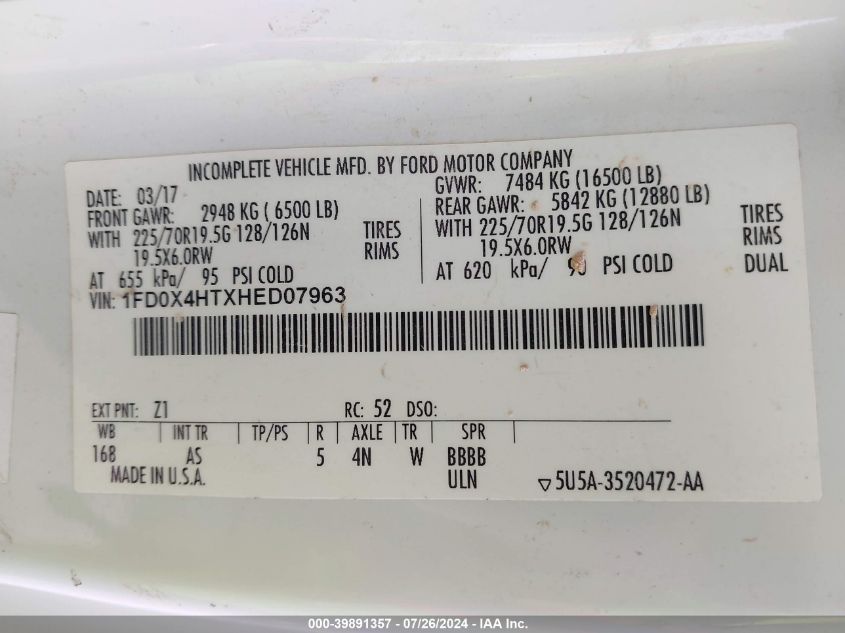 INCOMPLETE VEHICLE MFD. BY FORD MOTOR COMPANY
DATE: 03/17 GVWR: 7484 KG (16500 LB)
FRONT GAWR: 2948 KG ( 6500 LB) REAR GAWR: 5842 KG (12880 LB)
WITH 225/70R19.5G 128/126N TIRES WITH 225/70R19.5G 128/126N TIRES
19.5X6.0RW RIMS 19.5X6.0RW RIMS
AT 655 kPa/ 95 PSI COLD AT 620 kPa/ 90 PSI COLD DUAL
VIN: 1FD0X4HTXHED07963
EXT PNT: Z1 RC: 52 DSO:
WB INT TR TP/PS R AXLE TR SPR
168 AS 5 4N W BBBB
MADE IN U.S.A. ULN ▽5U5A-3520472-AA
000-39891357 - 07/26/2024 - IAA Inc.